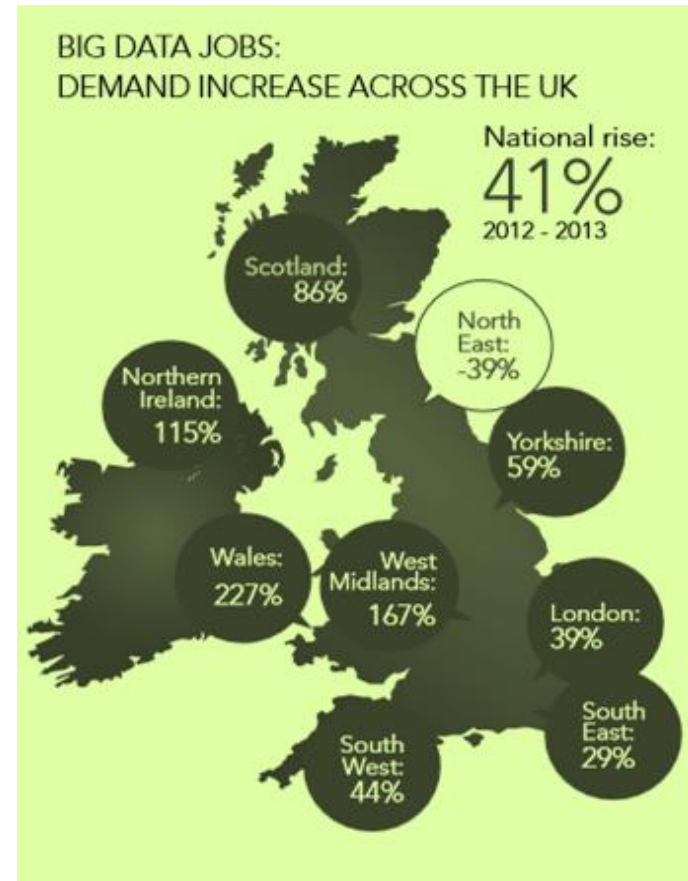 BIG DATA JOBS:
DEMAND INCREASE ACROSS THE UK
National rise:
41%
2012 - 2013
Scotland:
86%
North
East:
-39%
Northern
Ireland:
115%
Yorkshire:
59%
Wales:
227%
West
Midlands:
167%
London:
39%
South
East:
29%
South
West:
44%